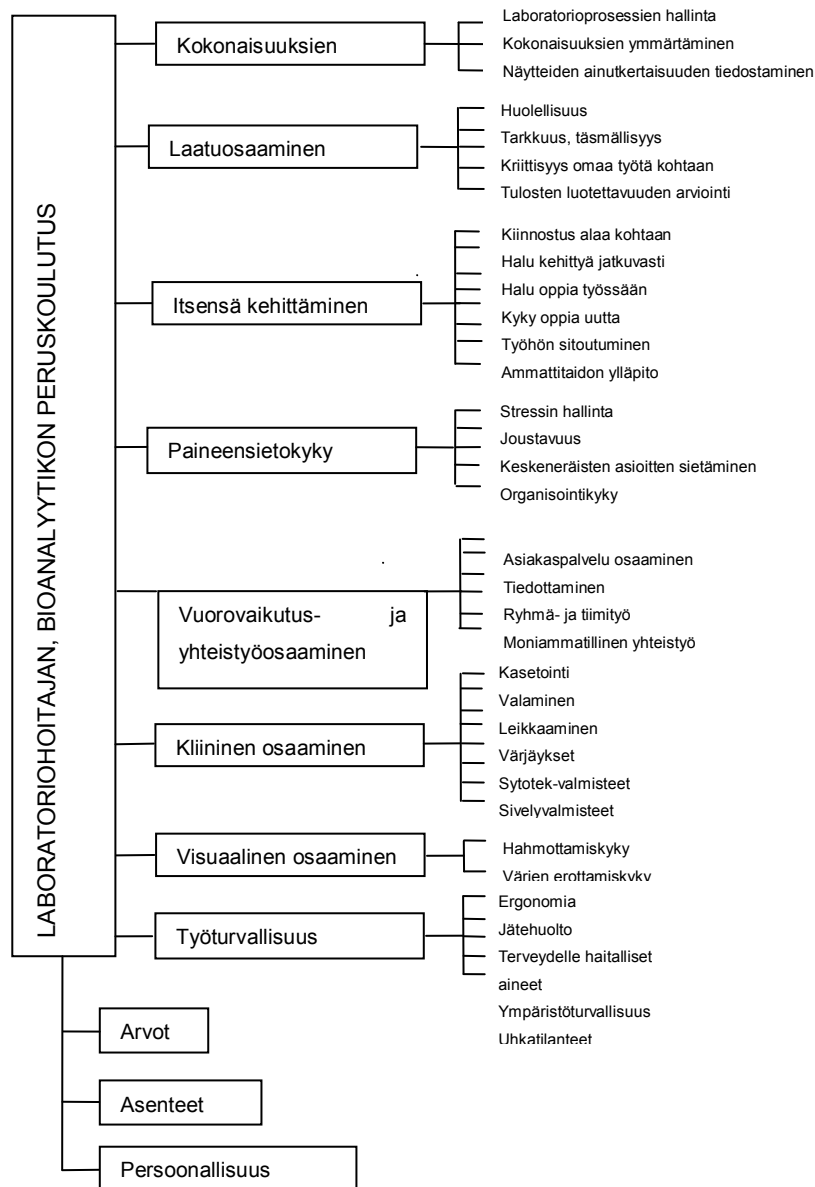 LABORATORIOHOITAJAN, BIOANALYYTIKON PERUSKOULUTUS
Kokonaisuuksien
Laboratorioprosessien hallinta
Kokonaisuuksien ymmärtäminen
Näytteiden ainutkertaisuuden tiedostaminen
Laatuosaaminen
Huolellisuus
Tarkkuus, täsmällisyys
Kriittisyys omaa työtä kohtaan
Tulosten luotettavuuden arviointi
Itsensä kehittäminen
Kiinnostus alaa kohtaan
Halu kehittyä jatkuvasti
Halu oppia työssään
Kyky oppia uutta
Työhön sitoutuminen
Ammattitaidon ylläpito
Paineensietokyky
Stressin hallinta
Joustavuus
Keskeneräisten asioitten sietäminen
Organisointikyky
Vuorovaikutus- ja
yhteistyöosaaminen
Asiakaspalvelu osaaminen
Tiedottaminen
Ryhmä- ja tiimityö
Moniammatillinen yhteistyö
Kliininen osaaminen
Kasetointi
Valaminen
Leikkaaminen
Värjäykset
Sytotek-valmisteet
Sivelyvalmisteet
Visuaalinen osaaminen
Hahmottamiskyky
Värien erottamiskyky
Työturvallisuus
Ergonomia
Jätehuolto
Terveydelle haitalliset
aineet
Ympäristöturvallisuus
Uhkatilanteet
Arvot
Asenteet
Persoonallisuus